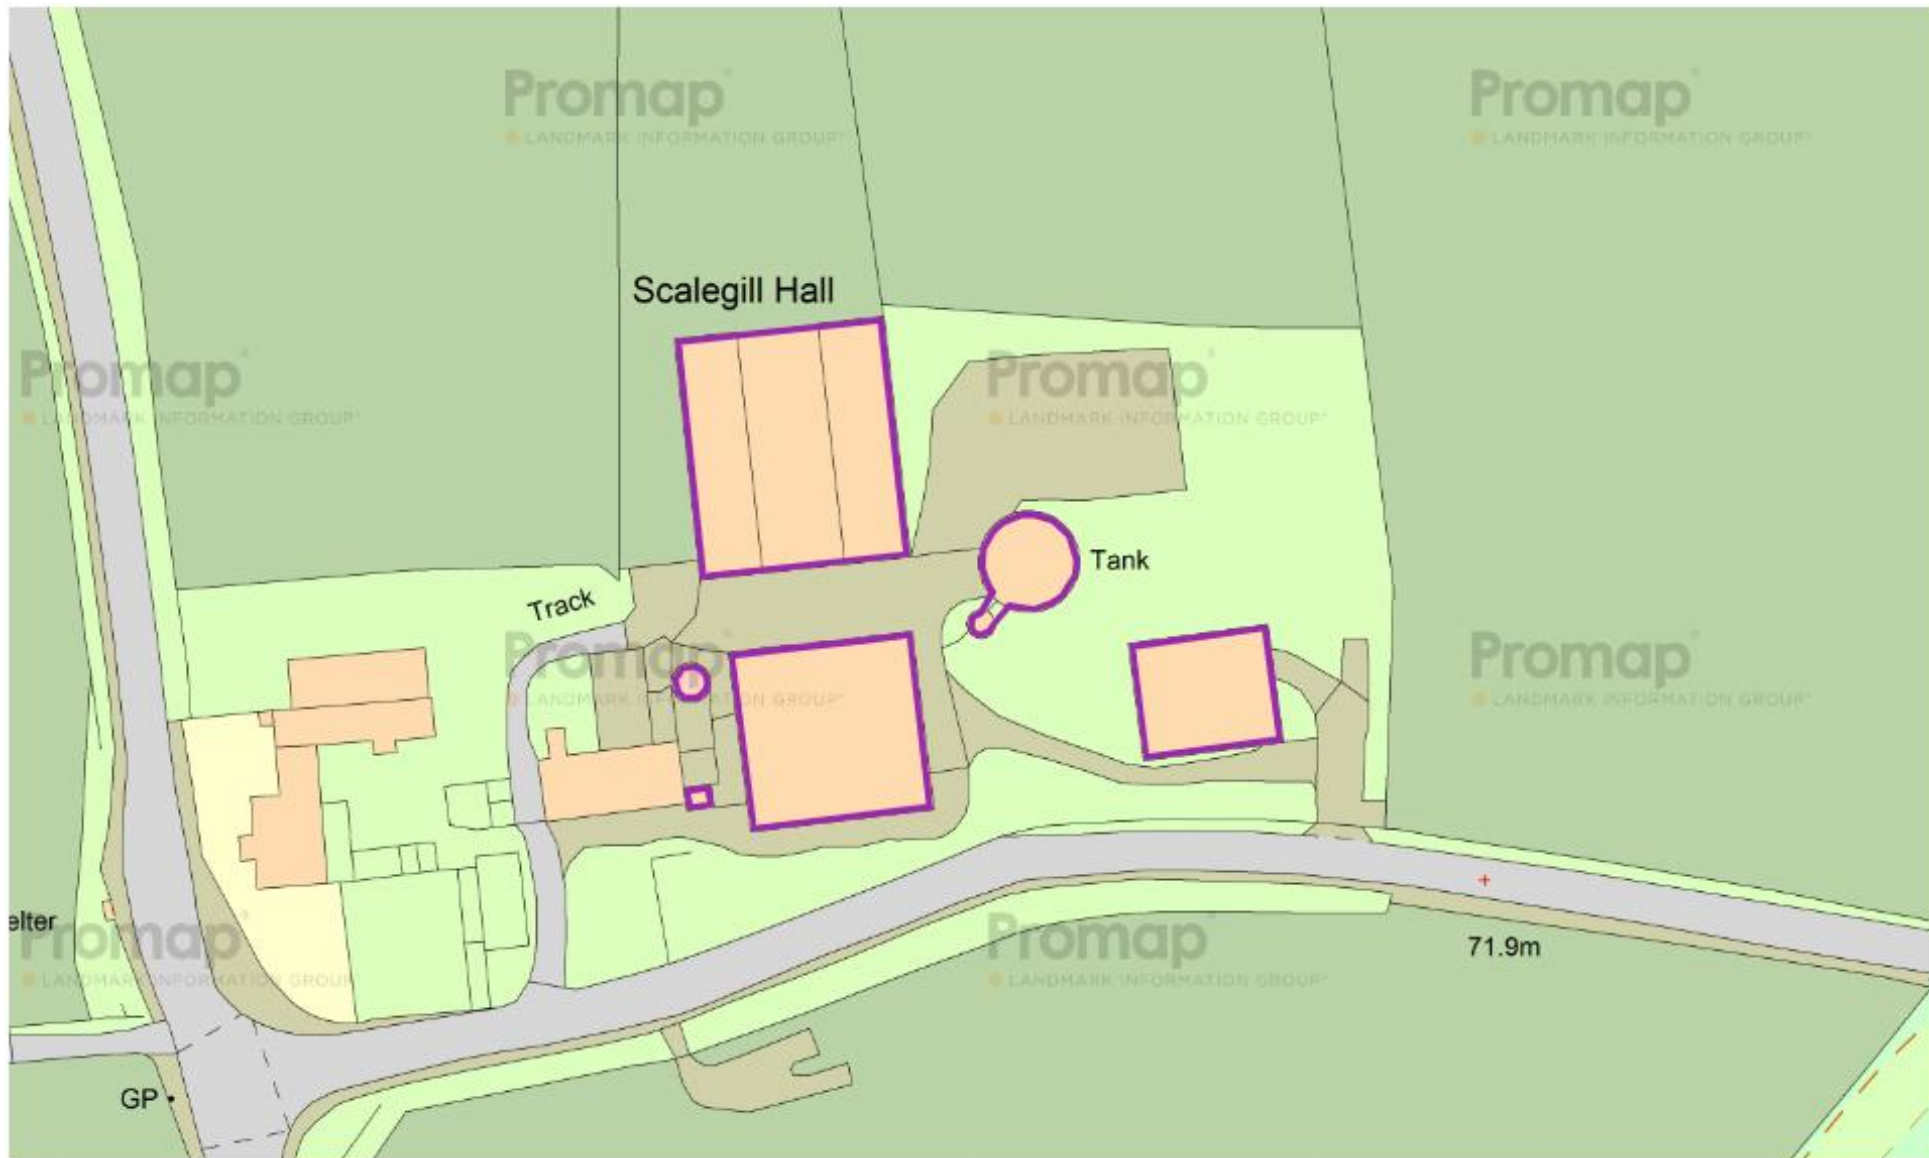 Promap
LANDMARK INFORMATION GROUP
Promap
LANDMARK INFORMATION GROUP
Scalegill Hall
Promap
LANDMARK INFORMATION GROUP
Promap
LANDMARK INFORMATION GROUP
Tank
Track
Promap
LANDMARK INFORMATION GROUP
Promap
LANDMARK INFORMATION GROUP
elter
Promap
LANDMARK INFORMATION GROUP
Promap
LANDMARK INFORMATION GROUP
71.9m
GP